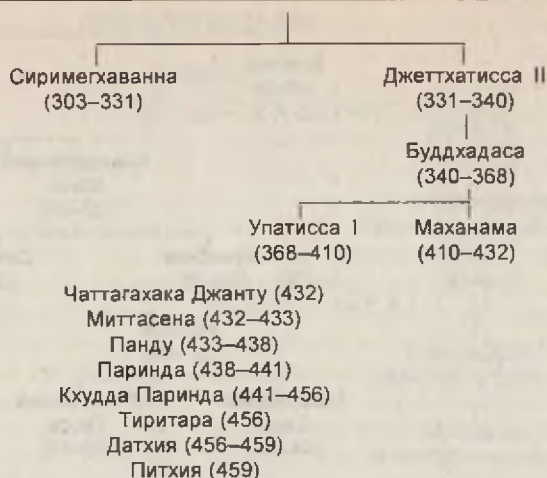 Сиримегхаванна Джеттхатисса II
(303–331) (331–340)
Буддхадаса
(340–368)
Упатисса I Маханама
(368–410) (410–432)
Чаттагахака Джанту (432)
Миттасена (432–433)
Панду (433–438)
Паринда (438–441)
Кхудда Паринда (441–456)
Тиритара (456)
Датхия (456–459)
Питхия (459)